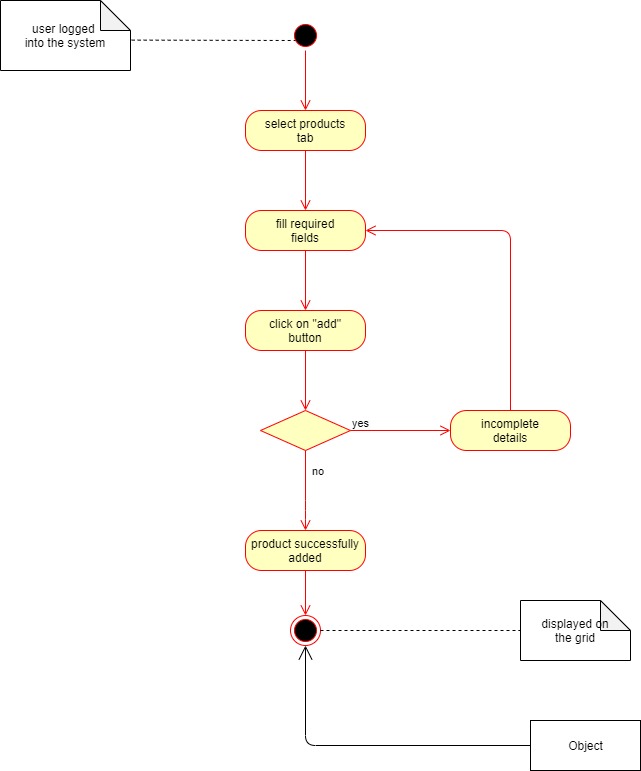 user logged
into the system
select products
tab
fill required
fields
click on "add"
button
yes
incomplete
details
no
product successfully
added
displayed on
the grid
Object